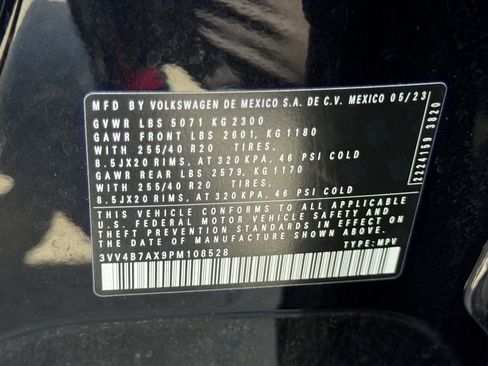 MFD BY VOLKSWAGEN DE MEXICO S.A. DE C.V. MEXICO 05/23
GVWR LBS 5071 KG 2300
GAWR FRONT LBS 2601, KG 1180
WITH 255/40 R20 TIRES.
8.5JX20 RIMS, AT 320 KPA, 46 PSI COLD
GAWR REAR LBS 2579, KG 1170
WITH 255/40 R20 TIRES.
8.5JX20 RIMS, AT 320 KPA, 46 PSI COLD
THIS VEHICLE CONFORMS TO ALL APPLICABLE
U.S. FEDERAL MOTOR VEHICLE SAFETY AND
THEFT PREVENTION STANDARDS IN EFFECT ON
THE DATE OF MANUFACTURE SHOWN ABOVE
3VV4B7AX9PM108528 TYPE: MPV
22241159 3820